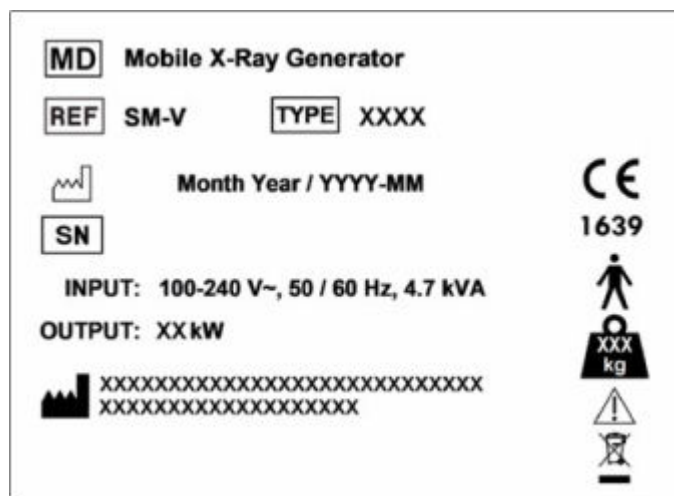 MD Mobile X-Ray Generator
REF SM-V TYPE XXXX
Month Year / YYYY-MM
SN
INPUT: 100-240 V~, 50 / 60 Hz, 4.7 kVA
OUTPUT: XX kW
XXXXXXXXXXXXXXXXXXXXXXXXXXXX
XXXXXXXXXXXXXXXXXXX
CE
1639
XXX
kg